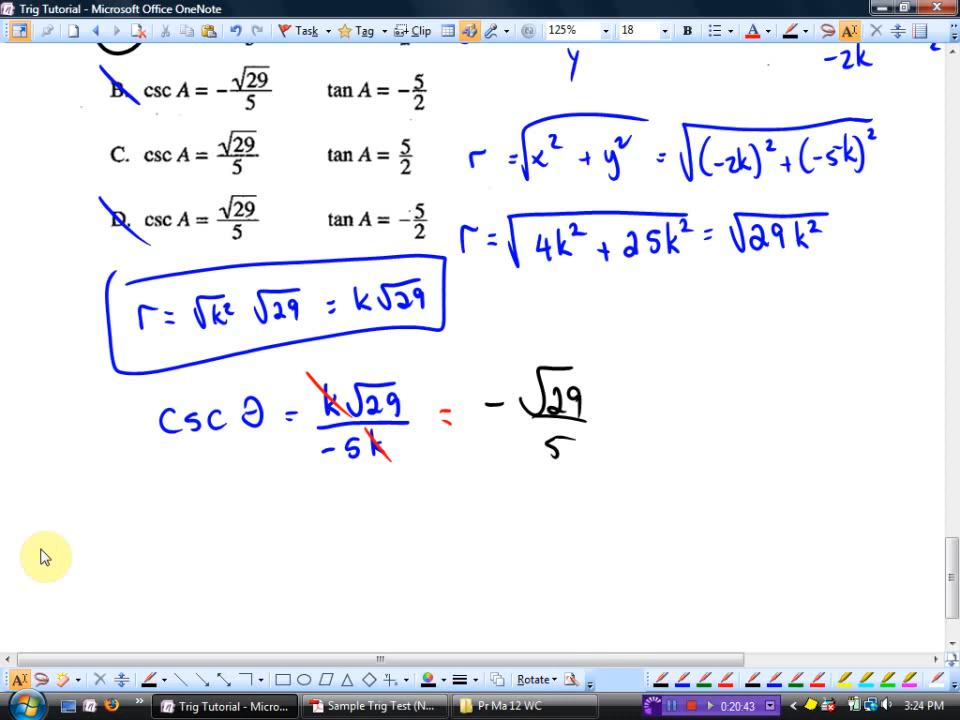 Trig Tutorial - Microsoft Office OneNote
Task Tag Clip 125% 18 B A
y -2k
B. csc A = -√29/5 tan A = -5/2
r = √x² + y² = √(-2k)² + (-5k)²
C. csc A = √29/5 tan A = 5/2
D. csc A = √29/5 tan A = -5/2
r = √4k² + 25k² = √29k²
r = √k² √29 = k√29
csc θ = k√29/-5k = -√29/5
Rotate
Trig Tutorial - Micro... Sample Trig Test (N... Pr Ma 12 WC 0:20:43 3:24 PM